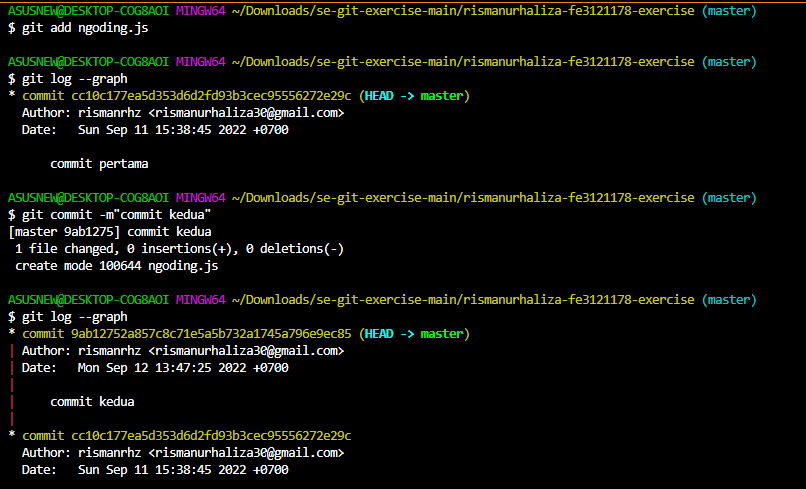 ASUSNEW@DESKTOP-COG8AOI MINGW64 ~/Downloads/se-git-exercise-main/rismanurhaliza-fe3121178-exercise (master)
$ git add ngoding.js
ASUSNEW@DESKTOP-COG8AOI MINGW64 ~/Downloads/se-git-exercise-main/rismanurhaliza-fe3121178-exercise (master)
$ git log --graph
* commit cc10c177ea5d353d6d2fd93b3cec95556272e29c (HEAD -> master)
  Author: rismanrhz <rismanurhaliza30@gmail.com>
  Date:   Sun Sep 11 15:38:45 2022 +0700
      commit pertama
ASUSNEW@DESKTOP-COG8AOI MINGW64 ~/Downloads/se-git-exercise-main/rismanurhaliza-fe3121178-exercise (master)
$ git commit -m"commit kedua"
[master 9ab1275] commit kedua
 1 file changed, 0 insertions(+), 0 deletions(-)
 create mode 100644 ngoding.js
ASUSNEW@DESKTOP-COG8AOI MINGW64 ~/Downloads/se-git-exercise-main/rismanurhaliza-fe3121178-exercise (master)
$ git log --graph
* commit 9ab12752a857c8c71e5a5b732a1745a796e9ec85 (HEAD -> master)
| Author: rismanrhz <rismanurhaliza30@gmail.com>
| Date:   Mon Sep 12 13:47:25 2022 +0700
|
|     commit kedua
|
* commit cc10c177ea5d353d6d2fd93b3cec95556272e29c
  Author: rismanrhz <rismanurhaliza30@gmail.com>
  Date:   Sun Sep 11 15:38:45 2022 +0700